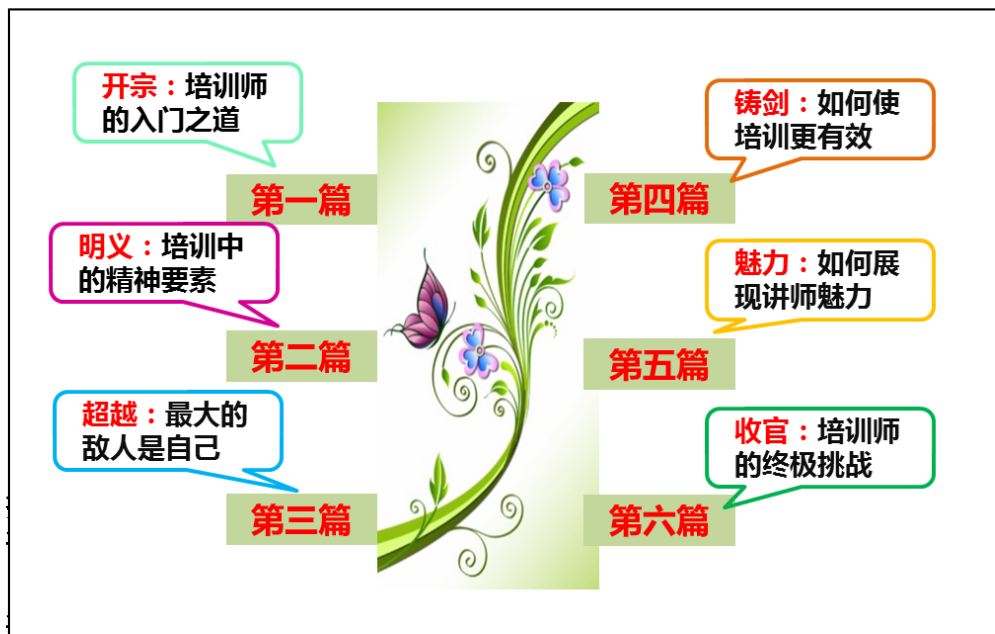 开宗：培训师
的入门之道
第一篇
明义：培训中
的精神要素
第二篇
超越：最大的
敌人是自己
第三篇
铸剑：如何使
培训更有效
第四篇
魅力：如何展
现讲师魅力
第五篇
收官：培训师
的终极挑战
第六篇